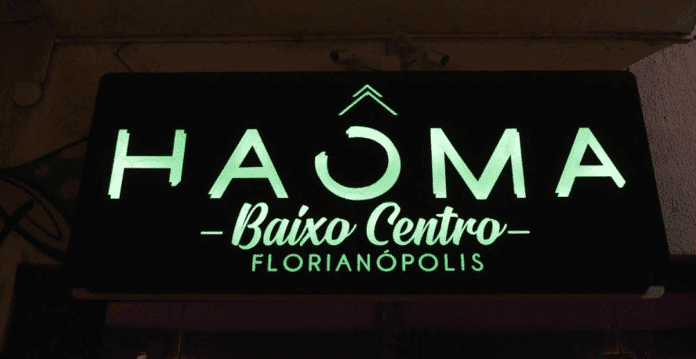 HAÔMA
– Baixo Centro –
FLORIANÓPOLIS